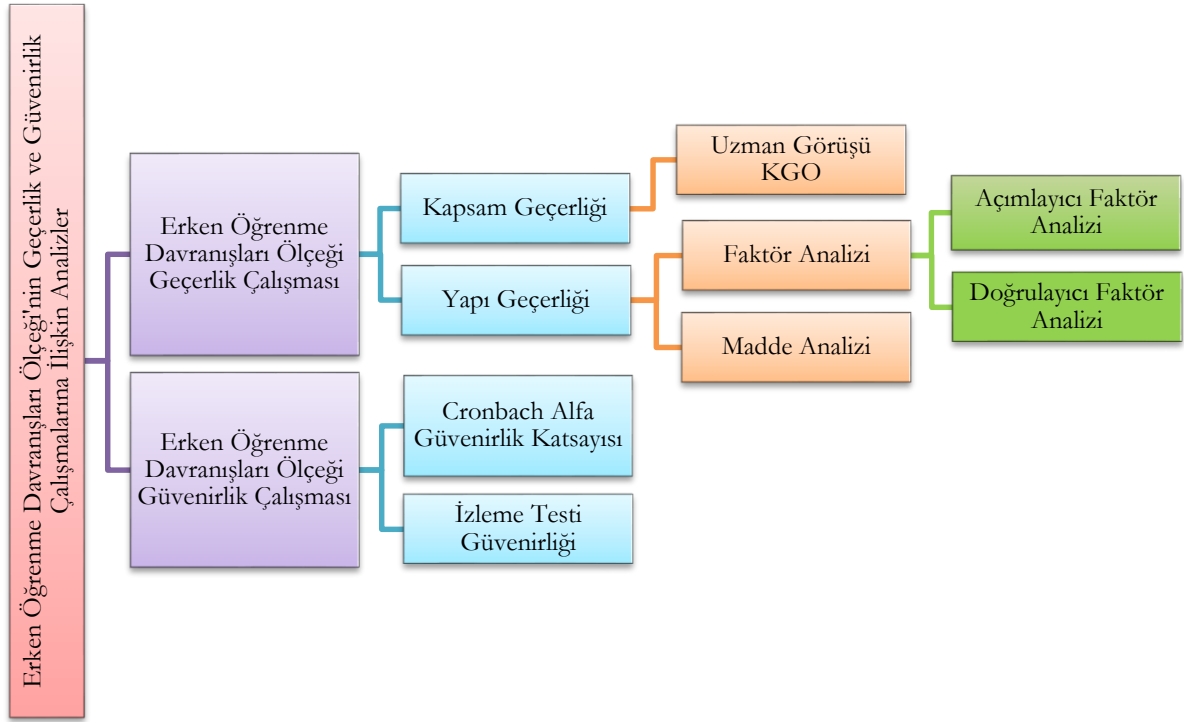 Erken Öğrenme Davranışları Ölçeği'nin Geçerlik ve Güvenirlik
Çalışmalarına İlişkin Analizler
Erken Öğrenme
Davranışları Ölçeği
Geçerlik Çalışması
Kapsam Geçerliği
Uzman Görüşü
KGO
Yapı Geçerliği
Faktör Analizi
Açımlayıcı Faktör
Analizi
Doğrulayıcı Faktör
Analizi
Madde Analizi
Erken Öğrenme
Davranışları Ölçeği
Güvenirlik Çalışması
Cronbach Alfa
Güvenirlik Katsayısı
İzleme Testi
Güvenirliği